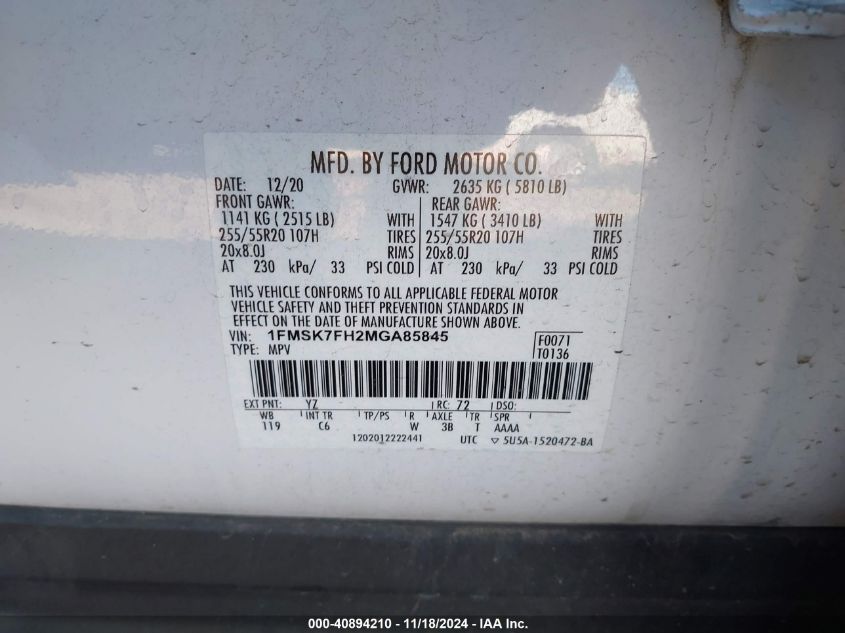 MFD. BY FORD MOTOR CO.
DATE: 12/20 GVWR: 2635 KG ( 5810 LB)
FRONT GAWR: REAR GAWR:
1141 KG ( 2515 LB) WITH 1547 KG ( 3410 LB) WITH
255/55R20 107H TIRES 255/55R20 107H TIRES
20x8.0J RIMS 20x8.0J RIMS
AT 230 kPa/ 33 PSI COLD AT 230 kPa/ 33 PSI COLD
THIS VEHICLE CONFORMS TO ALL APPLICABLE FEDERAL MOTOR
VEHICLE SAFETY AND THEFT PREVENTION STANDARDS IN
EFFECT ON THE DATE OF MANUFACTURE SHOWN ABOVE.
VIN: 1FMSK7FH2MGA85845 F0071
TYPE: MPV T0136
EXT PNT: YZ RC: 72 DSO:
WB INT TR TP/PS R AXLE TR SPR
119 C6 W 3B T AAAA
1202012222441 UTC ▽ 5U5A-1520472-BA
000-40894210 - 11/18/2024 - IAA Inc.